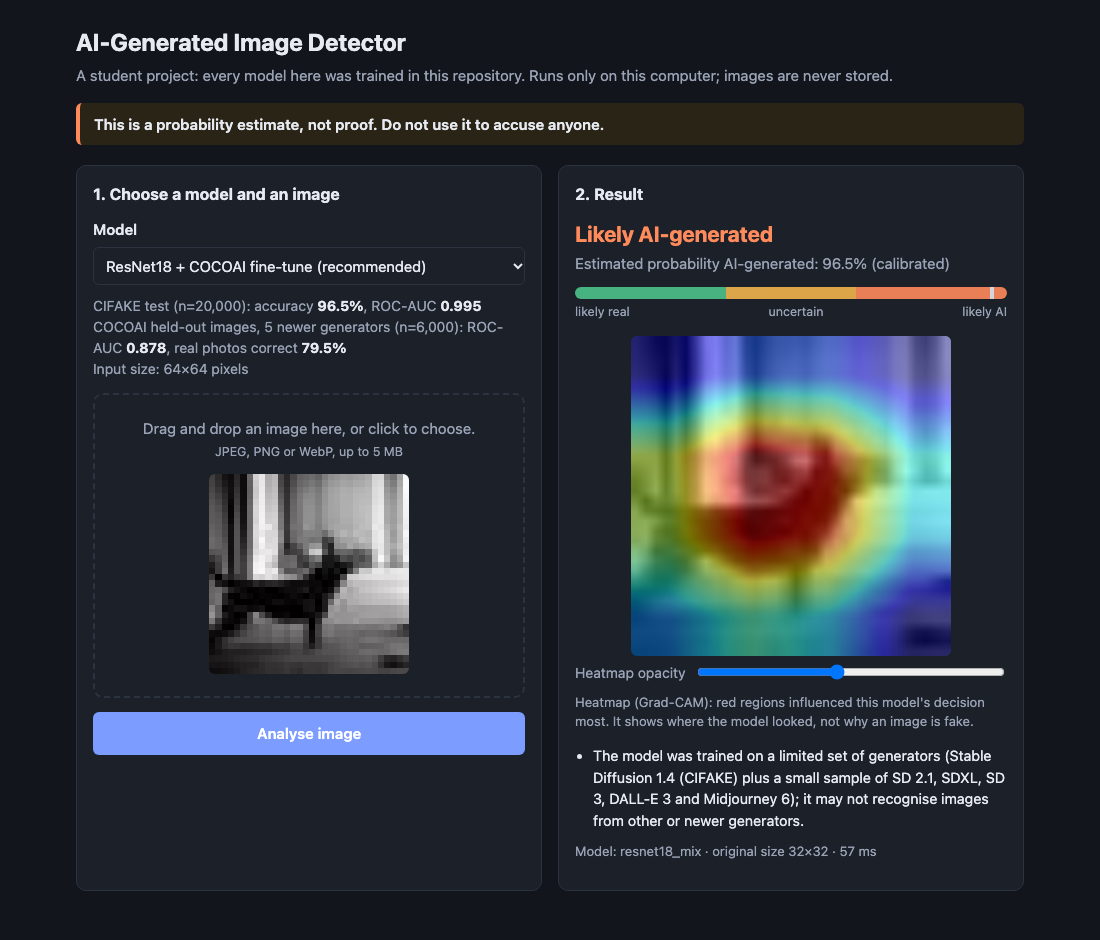 AI-Generated Image Detector
A student project: every model here was trained in this repository. Runs only on this computer; images are never stored.
This is a probability estimate, not proof. Do not use it to accuse anyone.
1. Choose a model and an image
Model
ResNet18 + COCOAI fine-tune (recommended)
CIFAKE test (n=20,000): accuracy 96.5%, ROC-AUC 0.995
COCOAI held-out images, 5 newer generators (n=6,000): ROC-
AUC 0.878, real photos correct 79.5%
Input size: 64×64 pixels
Drag and drop an image here, or click to choose.
JPEG, PNG or WebP, up to 5 MB
Analyse image
2. Result
Likely AI-generated
Estimated probability AI-generated: 96.5% (calibrated)
likely real uncertain likely AI
Heatmap opacity
Heatmap (Grad-CAM): red regions influenced this model's decision
most. It shows where the model looked, not why an image is fake.
• The model was trained on a limited set of generators (Stable
Diffusion 1.4 (CIFAKE) plus a small sample of SD 2.1, SDXL, SD
3, DALL-E 3 and Midjourney 6); it may not recognise images
from other or newer generators.
Model: resnet18_mix · original size 32×32 · 57 ms